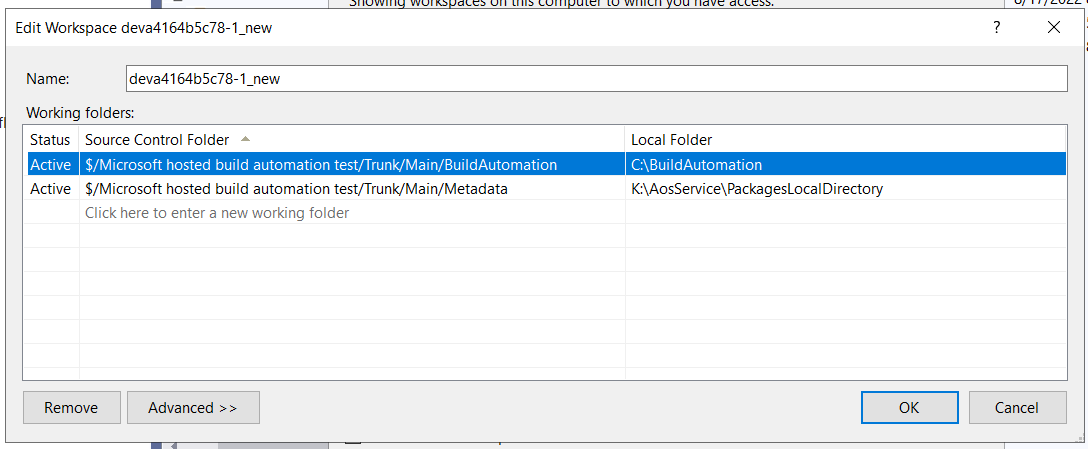 Showing workspaces on this computer to which you have access.
8/17/2022
Edit Workspace deva4164b5c78-1_new
?
Name:
deva4164b5c78-1_new
Working folders:
Status Source Control Folder Local Folder
Active $/Microsoft hosted build automation test/Trunk/Main/BuildAutomation C:\BuildAutomation
Active $/Microsoft hosted build automation test/Trunk/Main/Metadata K:\AosService\PackagesLocalDirectory
Click here to enter a new working folder
Remove Advanced >> OK Cancel